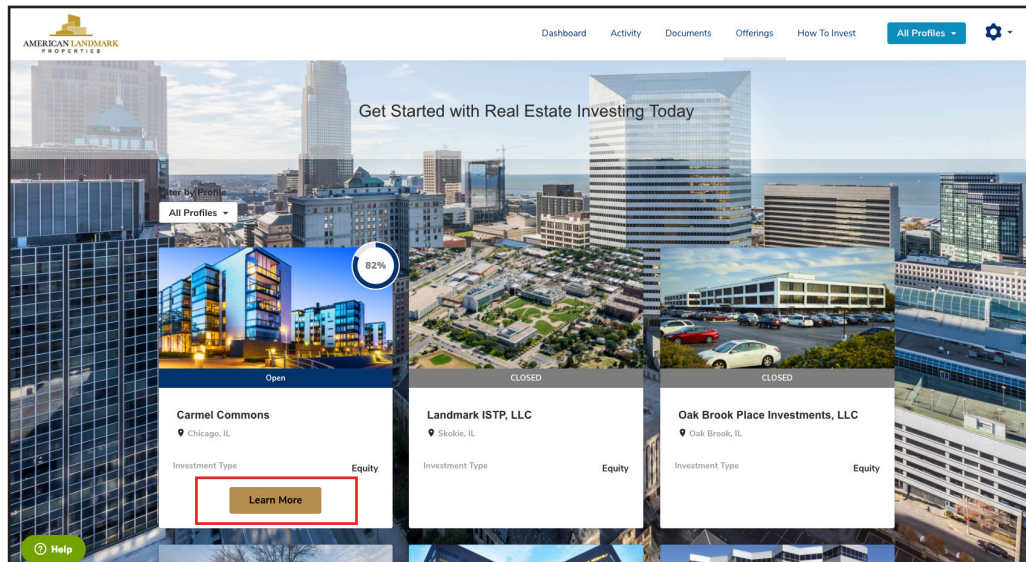 AMERICAN LANDMARK
PROPERTIES
Dashboard
Activity
Documents
Offerings
How To Invest
All Profiles
Get Started with Real Estate Investing Today
Filter by Profile
All Profiles
82%
Open
CLOSED
CLOSED
Carmel Commons
Chicago, IL
Investment Type
Equity
Learn More
Landmark ISTP, LLC
Skokie, IL
Investment Type
Equity
Oak Brook Place Investments, LLC
Oak Brook, IL
Investment Type
Equity
Help